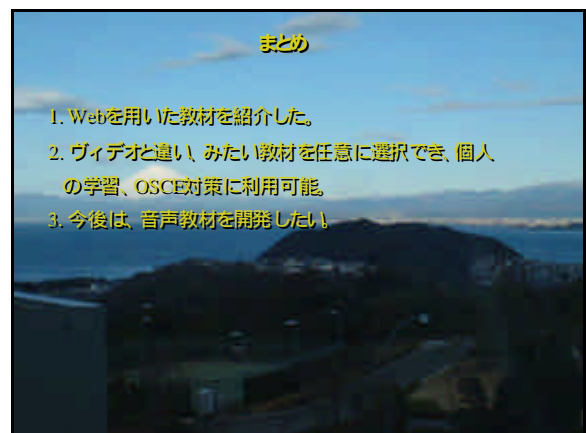 まとめ
1. Webを用いた教材を紹介した。
2. ヴィデオと違い、みたい教材を任意に選択でき、個人
の学習、OSCE対策に利用可能。
3. 今後は、音声教材を開発したい。